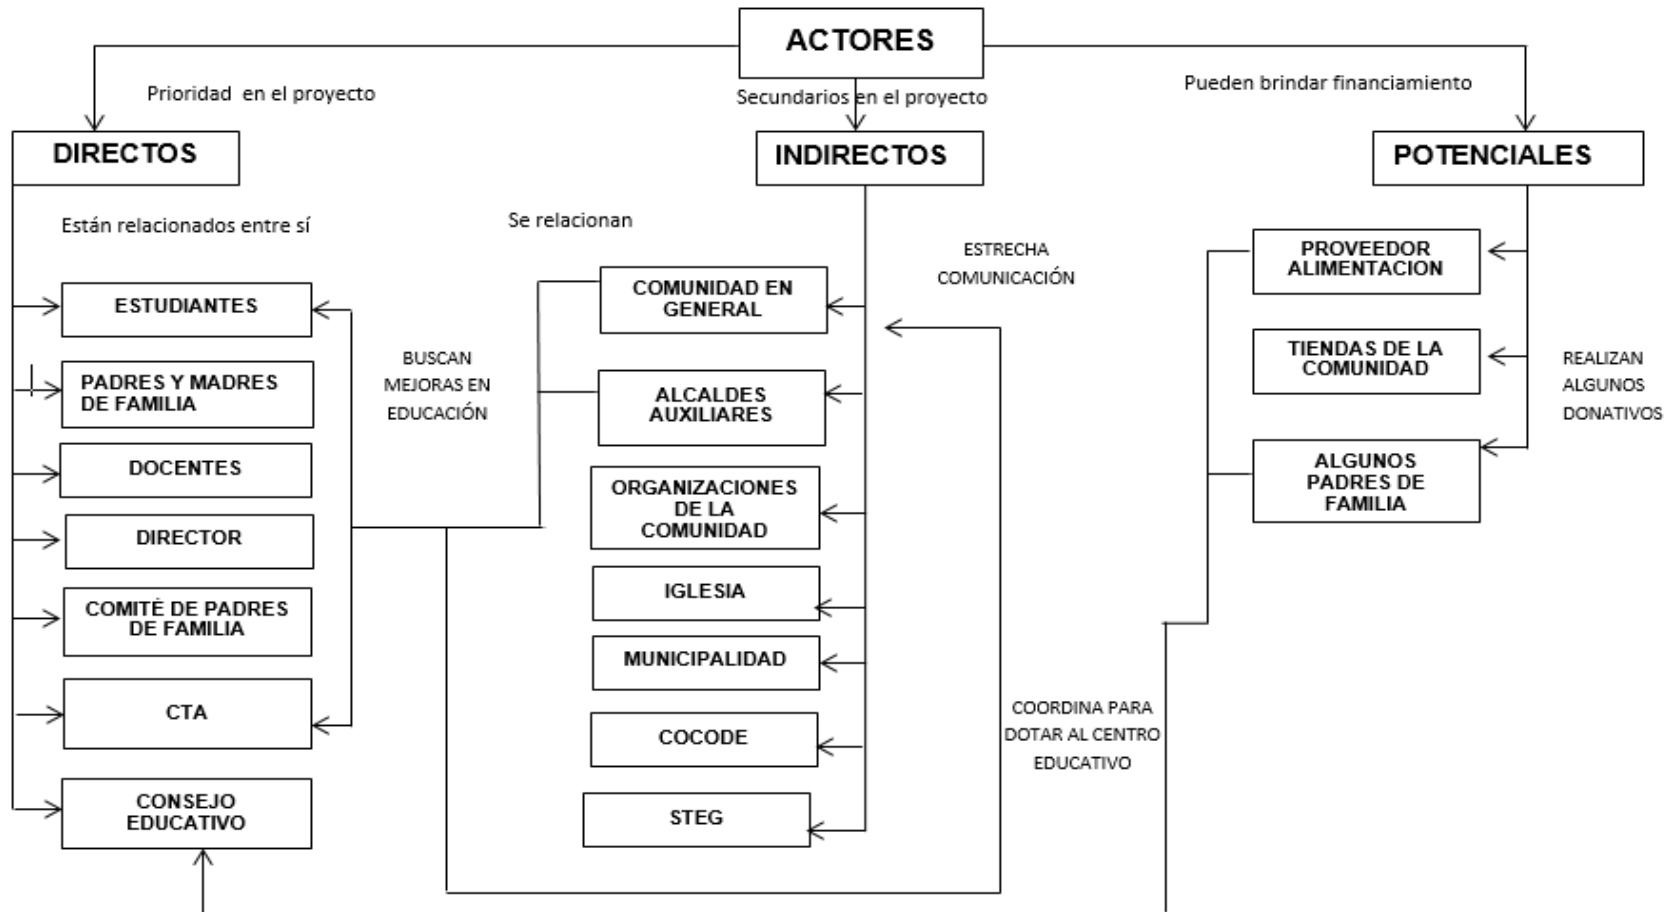 ACTORES
Prioridad en el proyecto
Secundarios en el proyecto
Pueden brindar financiamiento
DIRECTOS
INDIRECTOS
POTENCIALES
Están relacionados entre sí
ESTUDIANTES
PADRES Y MADRES
DE FAMILIA
DOCENTES
DIRECTOR
COMITÉ DE PADRES
DE FAMILIA
CTA
CONSEJO
EDUCATIVO
BUSCAN
MEJORAS EN
EDUCACIÓN
Se relacionan
COMUNIDAD EN
GENERAL
ALCALDES
AUXILIARES
ORGANIZACIONES
DE LA
COMUNIDAD
IGLESIA
MUNICIPALIDAD
COCODE
STEG
ESTRECHA
COMUNICACIÓN
COORDINA PARA
DOTAR AL CENTRO
EDUCATIVO
PROVEEDOR
ALIMENTACION
TIENDAS DE LA
COMUNIDAD
ALGUNOS
PADRES DE
FAMILIA
REALIZAN
ALGUNOS
DONATIVOS